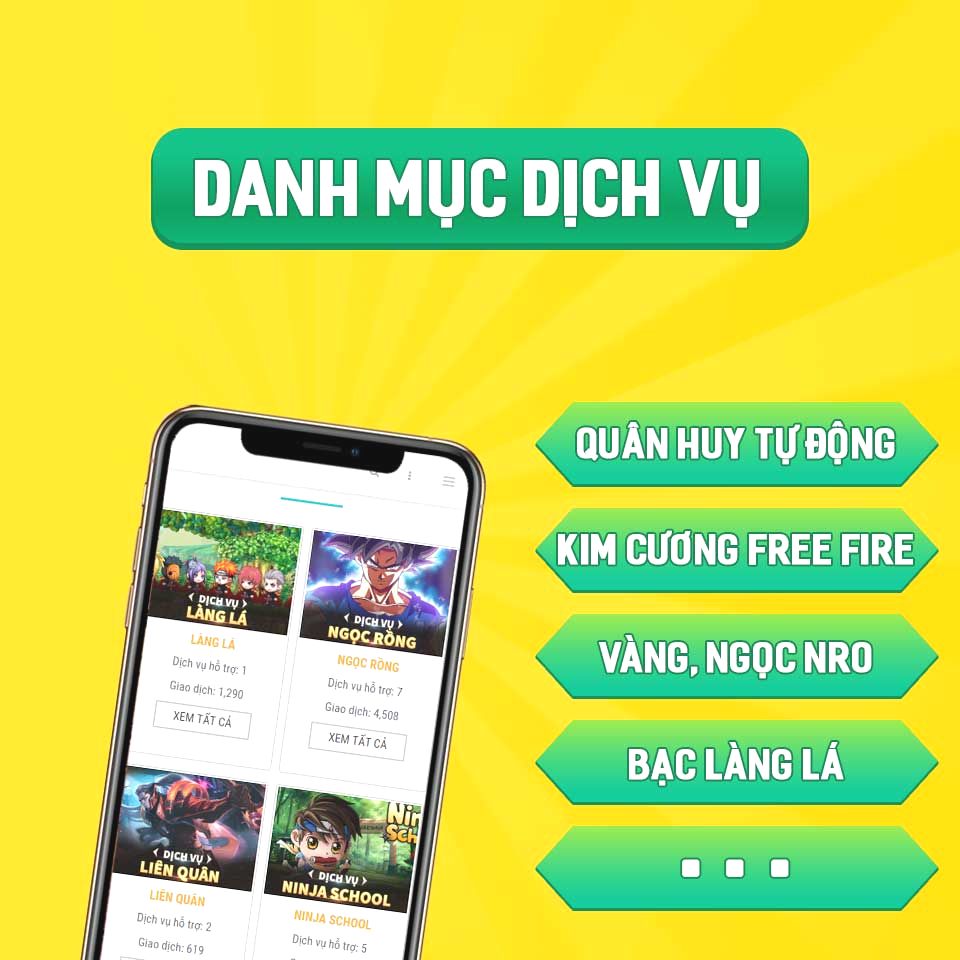 DANH MỤC DỊCH VỤ
DỊCH VỤ
LÀNG LÁ
LÀNG LÁ
Dịch vụ hỗ trợ: 1
Giao dịch: 1,290
XEM TẤT CẢ
DỊCH VỤ
NGỌC RỒNG
NGỌC RỒNG
Dịch vụ hỗ trợ: 7
Giao dịch: 4,508
XEM TẤT CẢ
DỊCH VỤ
LIÊN QUÂN
LIÊN QUÂN
Dịch vụ hỗ trợ: 2
Giao dịch: 619
DỊCH VỤ
NINJA SCHOOL
NINJA SCHOOL
Dịch vụ hỗ trợ: 5
QUÂN HUY TỰ ĐỘNG
KIM CƯƠNG FREE FIRE
VÀNG, NGỌC NRO
BẠC LÀNG LÁ
...